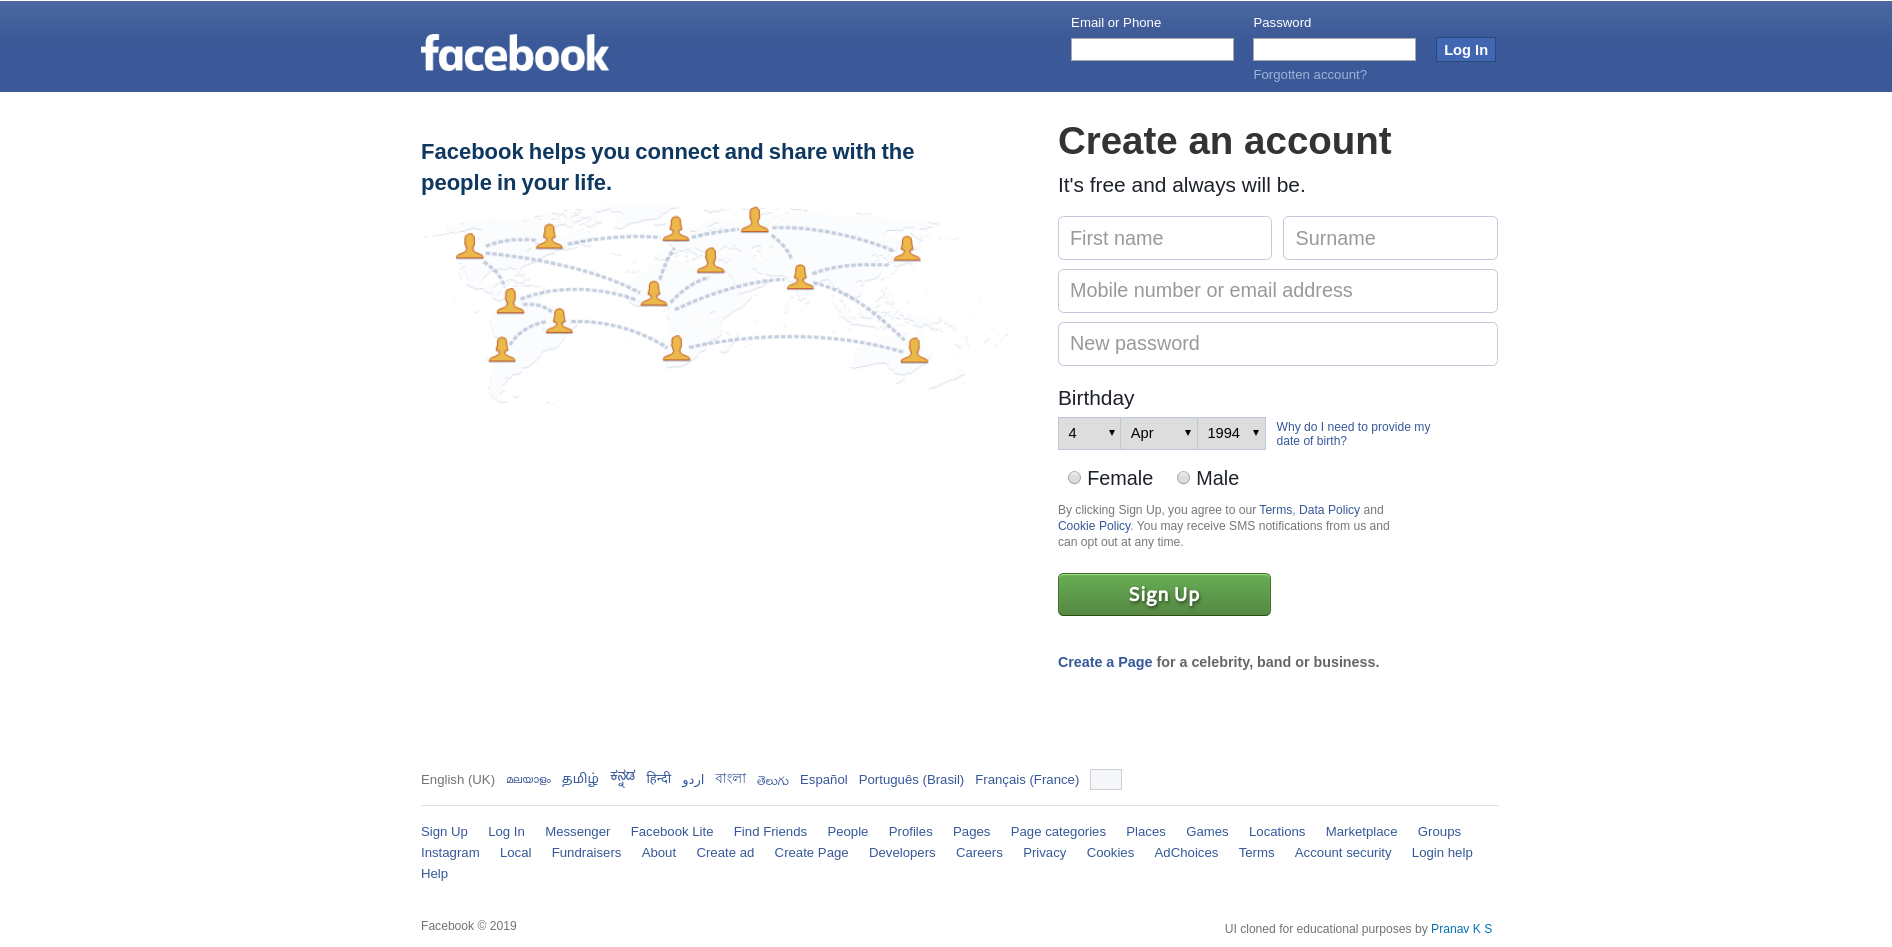 facebook
Email or Phone
Password
Log In
Forgotten account?
Facebook helps you connect and share with the
people in your life.
Create an account
It's free and always will be.
First name
Surname
Mobile number or email address
New password
Birthday
4
Apr
1994
Why do I need to provide my
date of birth?
Female
Male
By clicking Sign Up, you agree to our Terms, Data Policy and
Cookie Policy. You may receive SMS notifications from us and
can opt out at any time.
Sign Up
Create a Page for a celebrity, band or business.
English (UK) മലയാളം தமிழ் ಕನ್ನಡ हिन्दी اردو বাংলা తెలుగు Español Português (Brasil) Français (France)
Sign Up Log In Messenger Facebook Lite Find Friends People Profiles Pages Page categories Places Games Locations Marketplace Groups
Instagram Local Fundraisers About Create ad Create Page Developers Careers Privacy Cookies AdChoices Terms Account security Login help
Help
Facebook © 2019
UI cloned for educational purposes by Pranav K S